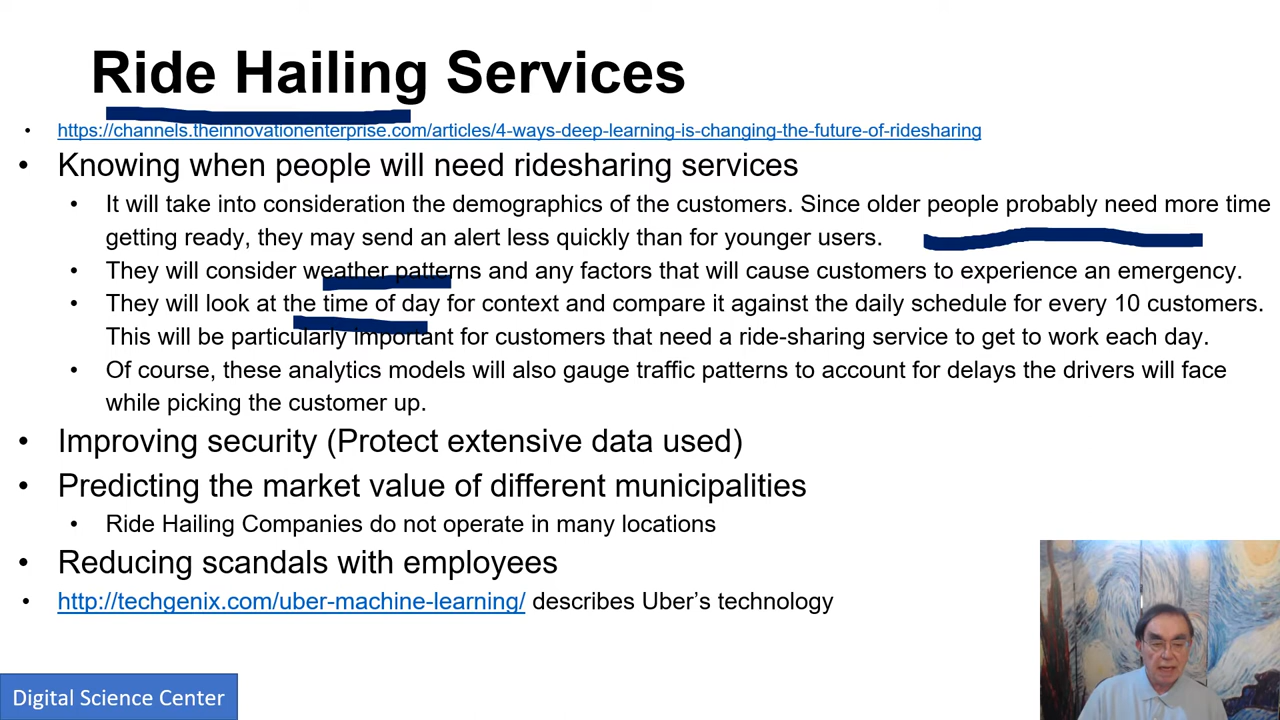 Ride Hailing Services
• https://channels.theinnovationenterprise.com/articles/4-ways-deep-learning-is-changing-the-future-of-ridesharing
• Knowing when people will need ridesharing services
• It will take into consideration the demographics of the customers. Since older people probably need more time
getting ready, they may send an alert less quickly than for younger users.
• They will consider weather patterns and any factors that will cause customers to experience an emergency.
• They will look at the time of day for context and compare it against the daily schedule for every 10 customers.
This will be particularly important for customers that need a ride-sharing service to get to work each day.
• Of course, these analytics models will also gauge traffic patterns to account for delays the drivers will face
while picking the customer up.
• Improving security (Protect extensive data used)
• Predicting the market value of different municipalities
• Ride Hailing Companies do not operate in many locations
• Reducing scandals with employees
• http://techgenix.com/uber-machine-learning/ describes Uber’s technology
Digital Science Center